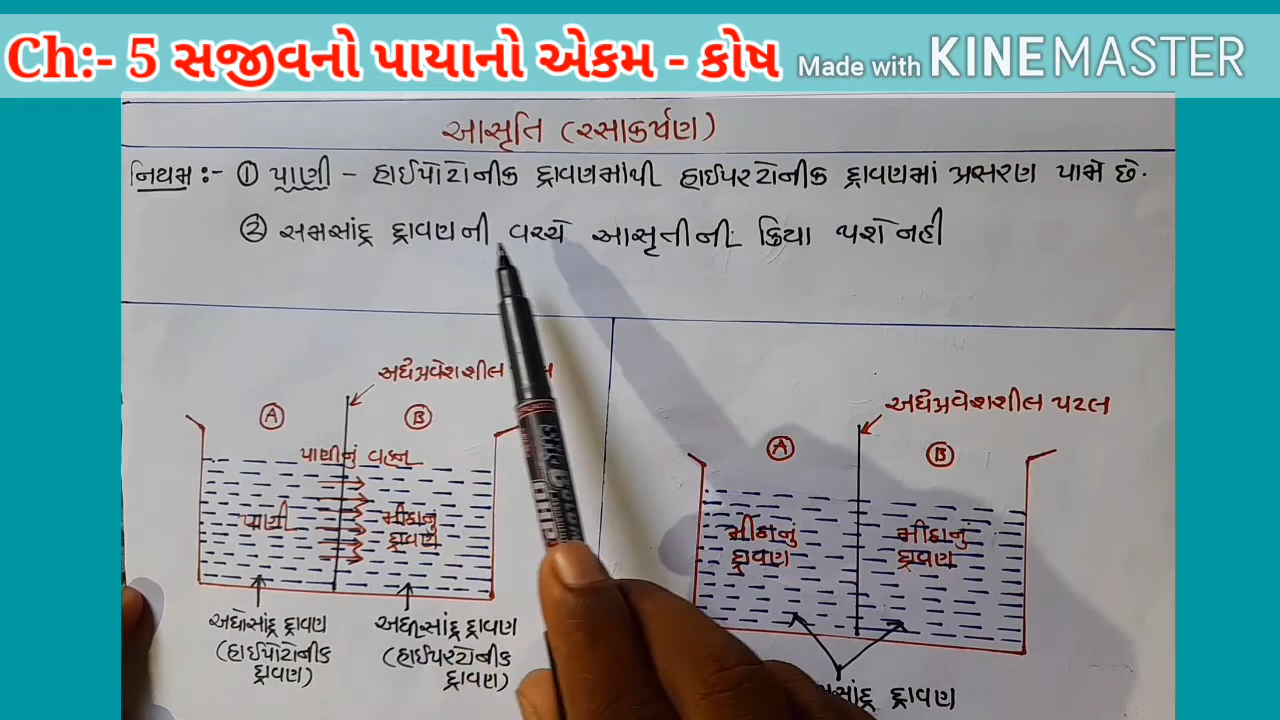 Ch:- 5 સજીવનો પાયાનો એકમ - કોષ
Made with KINEMASTER
આસૃતિ (રસાકર્ષણ)
નિયમ :- ① પાણી - હાઈપોટોનીક દ્રાવણમાંથી હાઈપરટોનીક દ્રાવણમાં પ્રસરણ પામે છે.
② સમસાંદ્ર દ્રાવણની વચ્ચે આસૃતીની ક્રિયા થશે નહી
અર્ધપ્રવેશશીલ
Ⓐ Ⓑ
પાણીનું વહન
પાણી
મીઠાનું
દ્રાવણ
અધોસાંદ્ર દ્રાવણ
(હાઈપોટોનીક
દ્રાવણ)
અધીસાંદ્ર દ્રાવણ
(હાઈપરટોનીક
દ્રાવણ)
અર્ધપ્રવેશશીલ પટલ
Ⓐ Ⓑ
મીઠાનું
દ્રાવણ
મીઠાનું
દ્રાવણ
દ્રાવણ